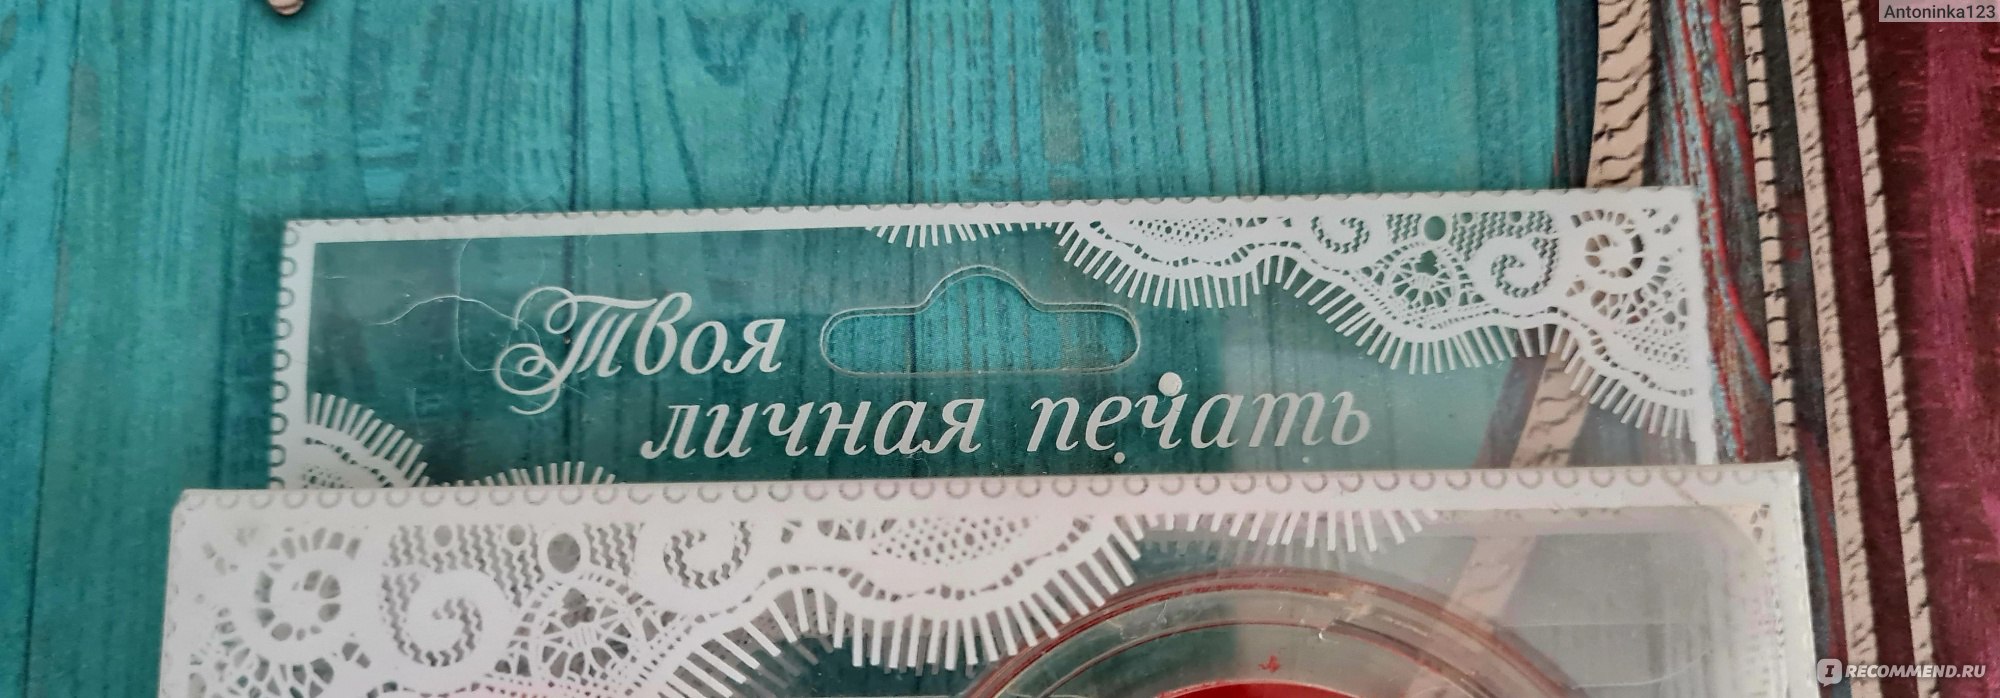 Antoninka123
Твоя
личная печать
I RECOMMEND.RU